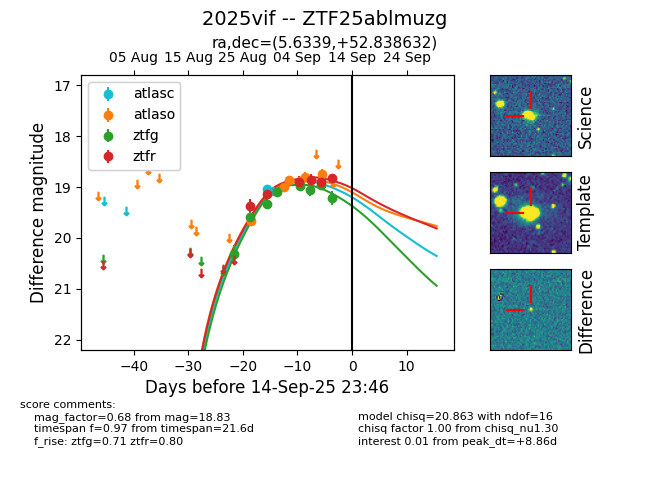 2025vif -- ZTF25ablmuzg
ra,dec=(5.6339,+52.838632)
05 Aug 15 Aug 25 Aug 04 Sep 14 Sep 24 Sep
17
18
19
20
21
22
Difference magnitude
atlasc
atlaso
ztfg
ztfr
−40 −30 −20 −10 0 10
Days before 14-Sep-25 23:46
Science
Template
Difference
score comments:
mag_factor=0.68 from mag=18.83
timespan f=0.97 from timespan=21.6d
f_rise: ztfg=0.71 ztfr=0.80
model chisq=20.863 with ndof=16
chisq factor 1.00 from chisq_nu1.30
interest 0.01 from peak_dt=+8.86d